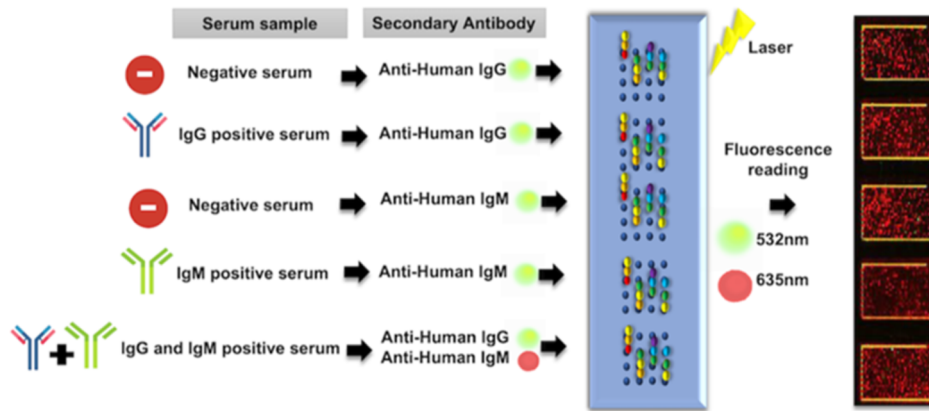 Serum sample
Secondary Antibody
Laser
Negative serum
Anti-Human IgG
IgG positive serum
Anti-Human IgG
Fluorescence
reading
Negative serum
Anti-Human IgM
532nm
IgM positive serum
Anti-Human IgM
635nm
IgG and IgM positive serum
Anti-Human IgG
Anti-Human IgM